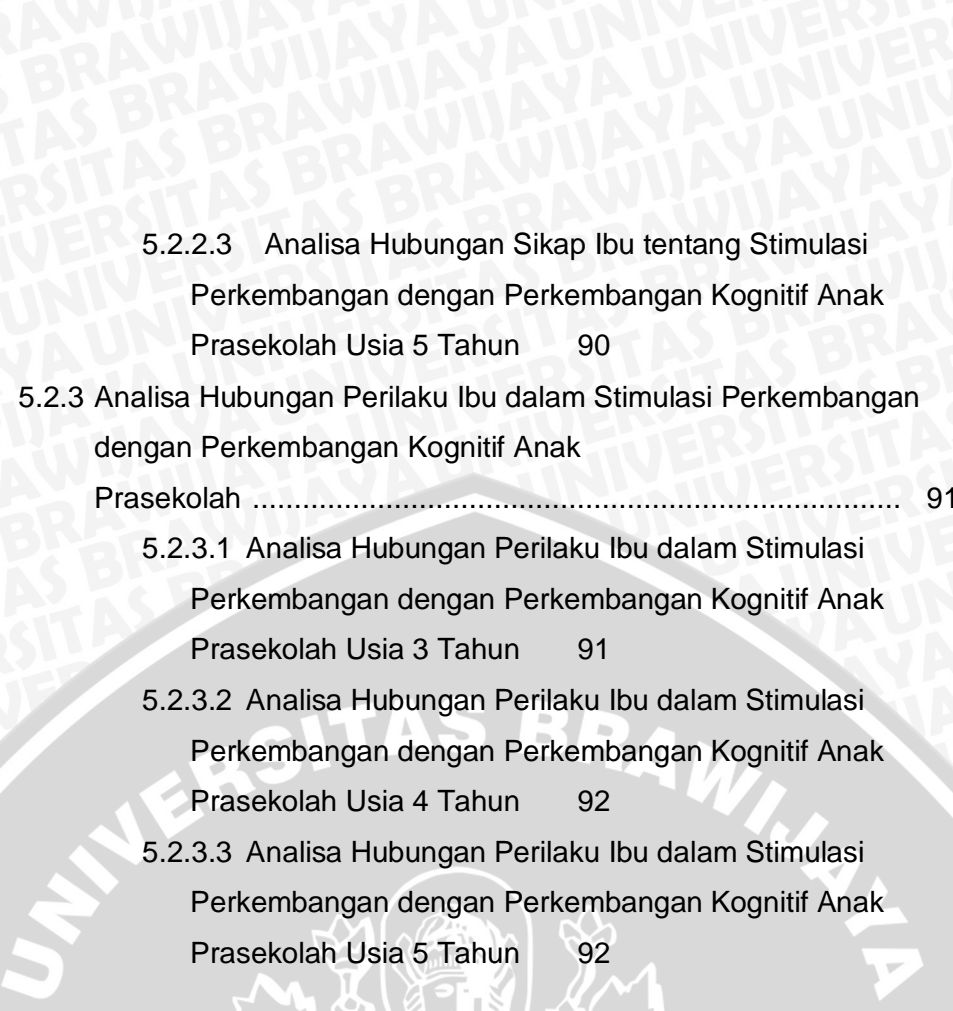 5.2.2.3 Analisa Hubungan Sikap Ibu tentang Stimulasi
Perkembangan dengan Perkembangan Kognitif Anak
Prasekolah Usia 5 Tahun 90
5.2.3 Analisa Hubungan Perilaku Ibu dalam Stimulasi Perkembangan
dengan Perkembangan Kognitif Anak
Prasekolah ........................................................................ 91
5.2.3.1 Analisa Hubungan Perilaku Ibu dalam Stimulasi
Perkembangan dengan Perkembangan Kognitif Anak
Prasekolah Usia 3 Tahun 91
5.2.3.2 Analisa Hubungan Perilaku Ibu dalam Stimulasi
Perkembangan dengan Perkembangan Kognitif Anak
Prasekolah Usia 4 Tahun 92
5.2.3.3 Analisa Hubungan Perilaku Ibu dalam Stimulasi
Perkembangan dengan Perkembangan Kognitif Anak
Prasekolah Usia 5 Tahun 92
UNIVERSITAS BRAWIJAYA